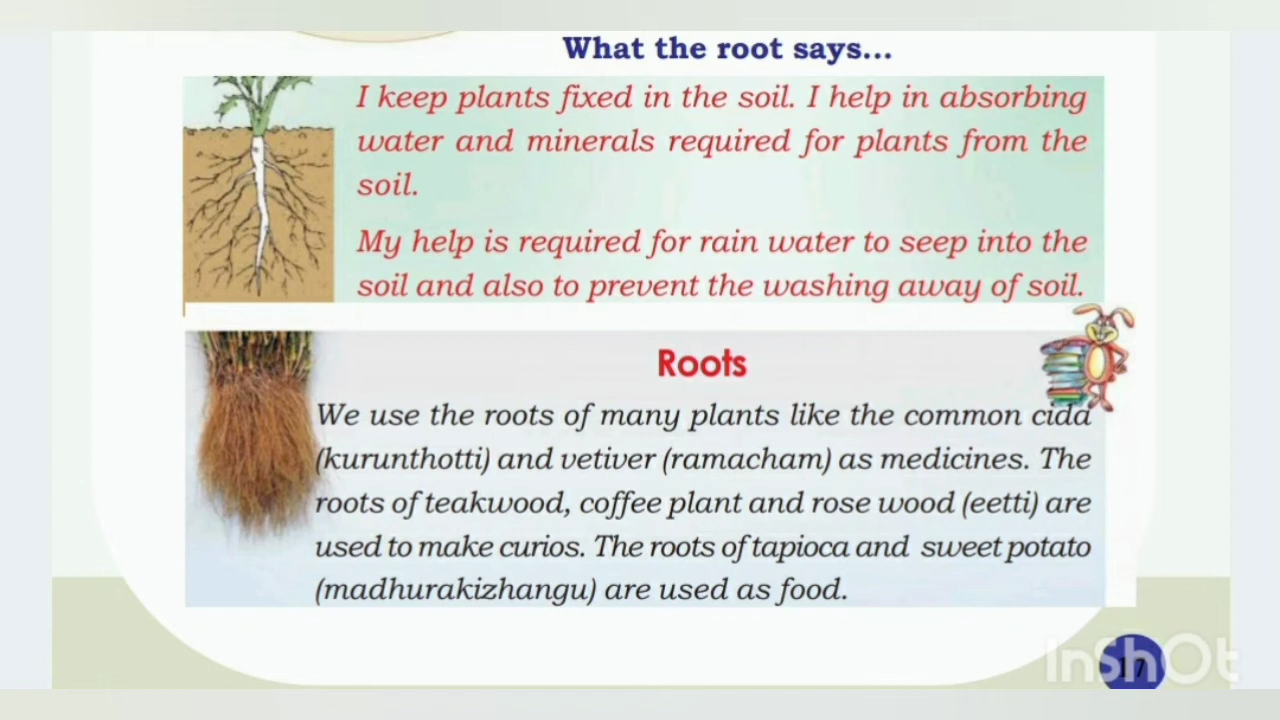 What the root says...
I keep plants fixed in the soil. I help in absorbing
water and minerals required for plants from the
soil.
My help is required for rain water to seep into the
soil and also to prevent the washing away of soil.
Roots
We use the roots of many plants like the common cida
(kurunthotti) and vetiver (ramacham) as medicines. The
roots of teakwood, coffee plant and rose wood (eetti) are
used to make curios. The roots of tapioca and sweet potato
(madhurakizhangu) are used as food.
17
InShOt